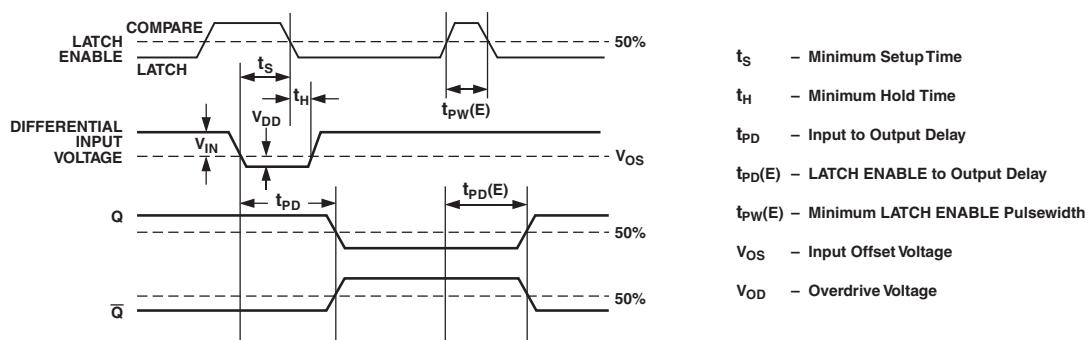 COMPARE
LATCH
ENABLE
LATCH
50%
tS
tH
tPW(E)
VDD
DIFFERENTIAL
INPUT
VOLTAGE
VIN
VOS
tPD
tPD(E)
Q
50%
Q̅
50%
tS – Minimum Setup Time
tH – Minimum Hold Time
tPD – Input to Output Delay
tPD(E) – LATCH ENABLE to Output Delay
tPW(E) – Minimum LATCH ENABLE Pulsewidth
VOS – Input Offset Voltage
VOD – Overdrive Voltage